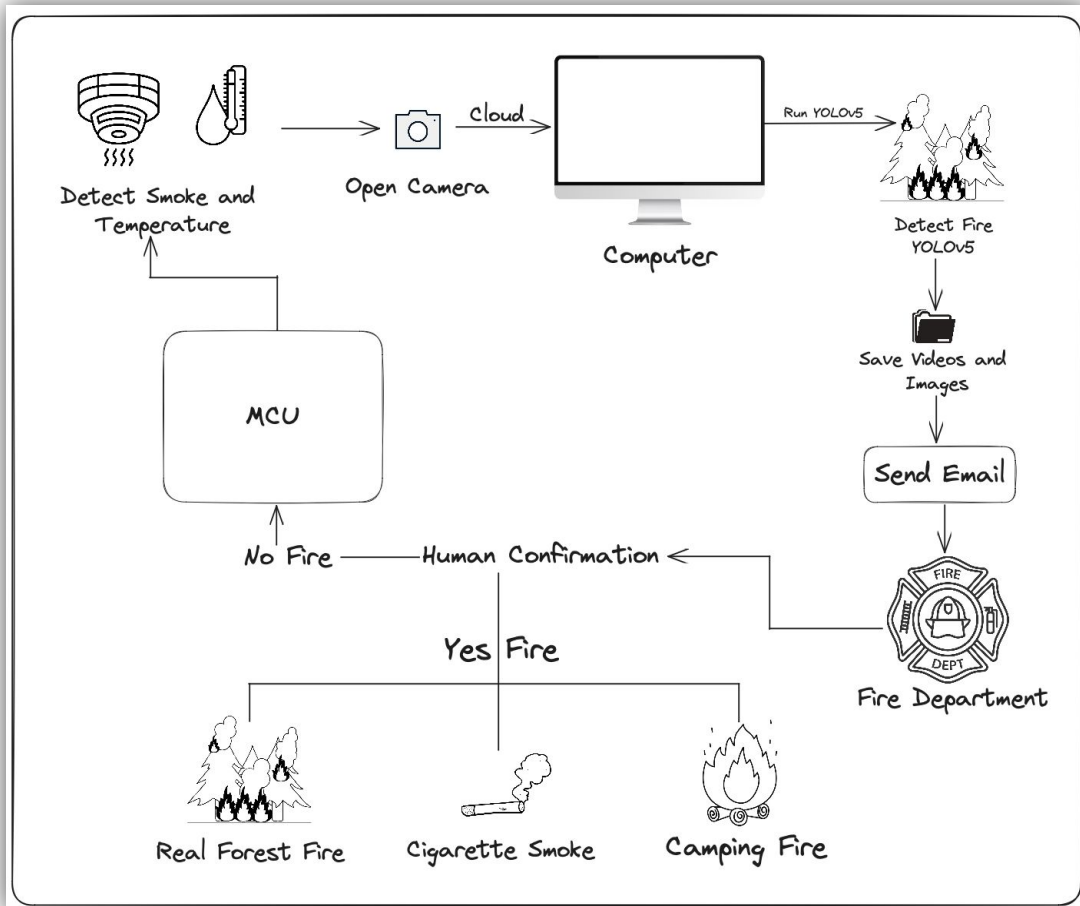 Detect Smoke and
Temperature
Open Camera
Cloud
Computer
Run YOLOv5
Detect Fire
YOLOv5
Save Videos and
Images
Send Email
FIRE
DEPT
Fire Department
Human Confirmation
No Fire
MCU
Yes Fire
Real Forest Fire
Cigarette Smoke
Camping Fire